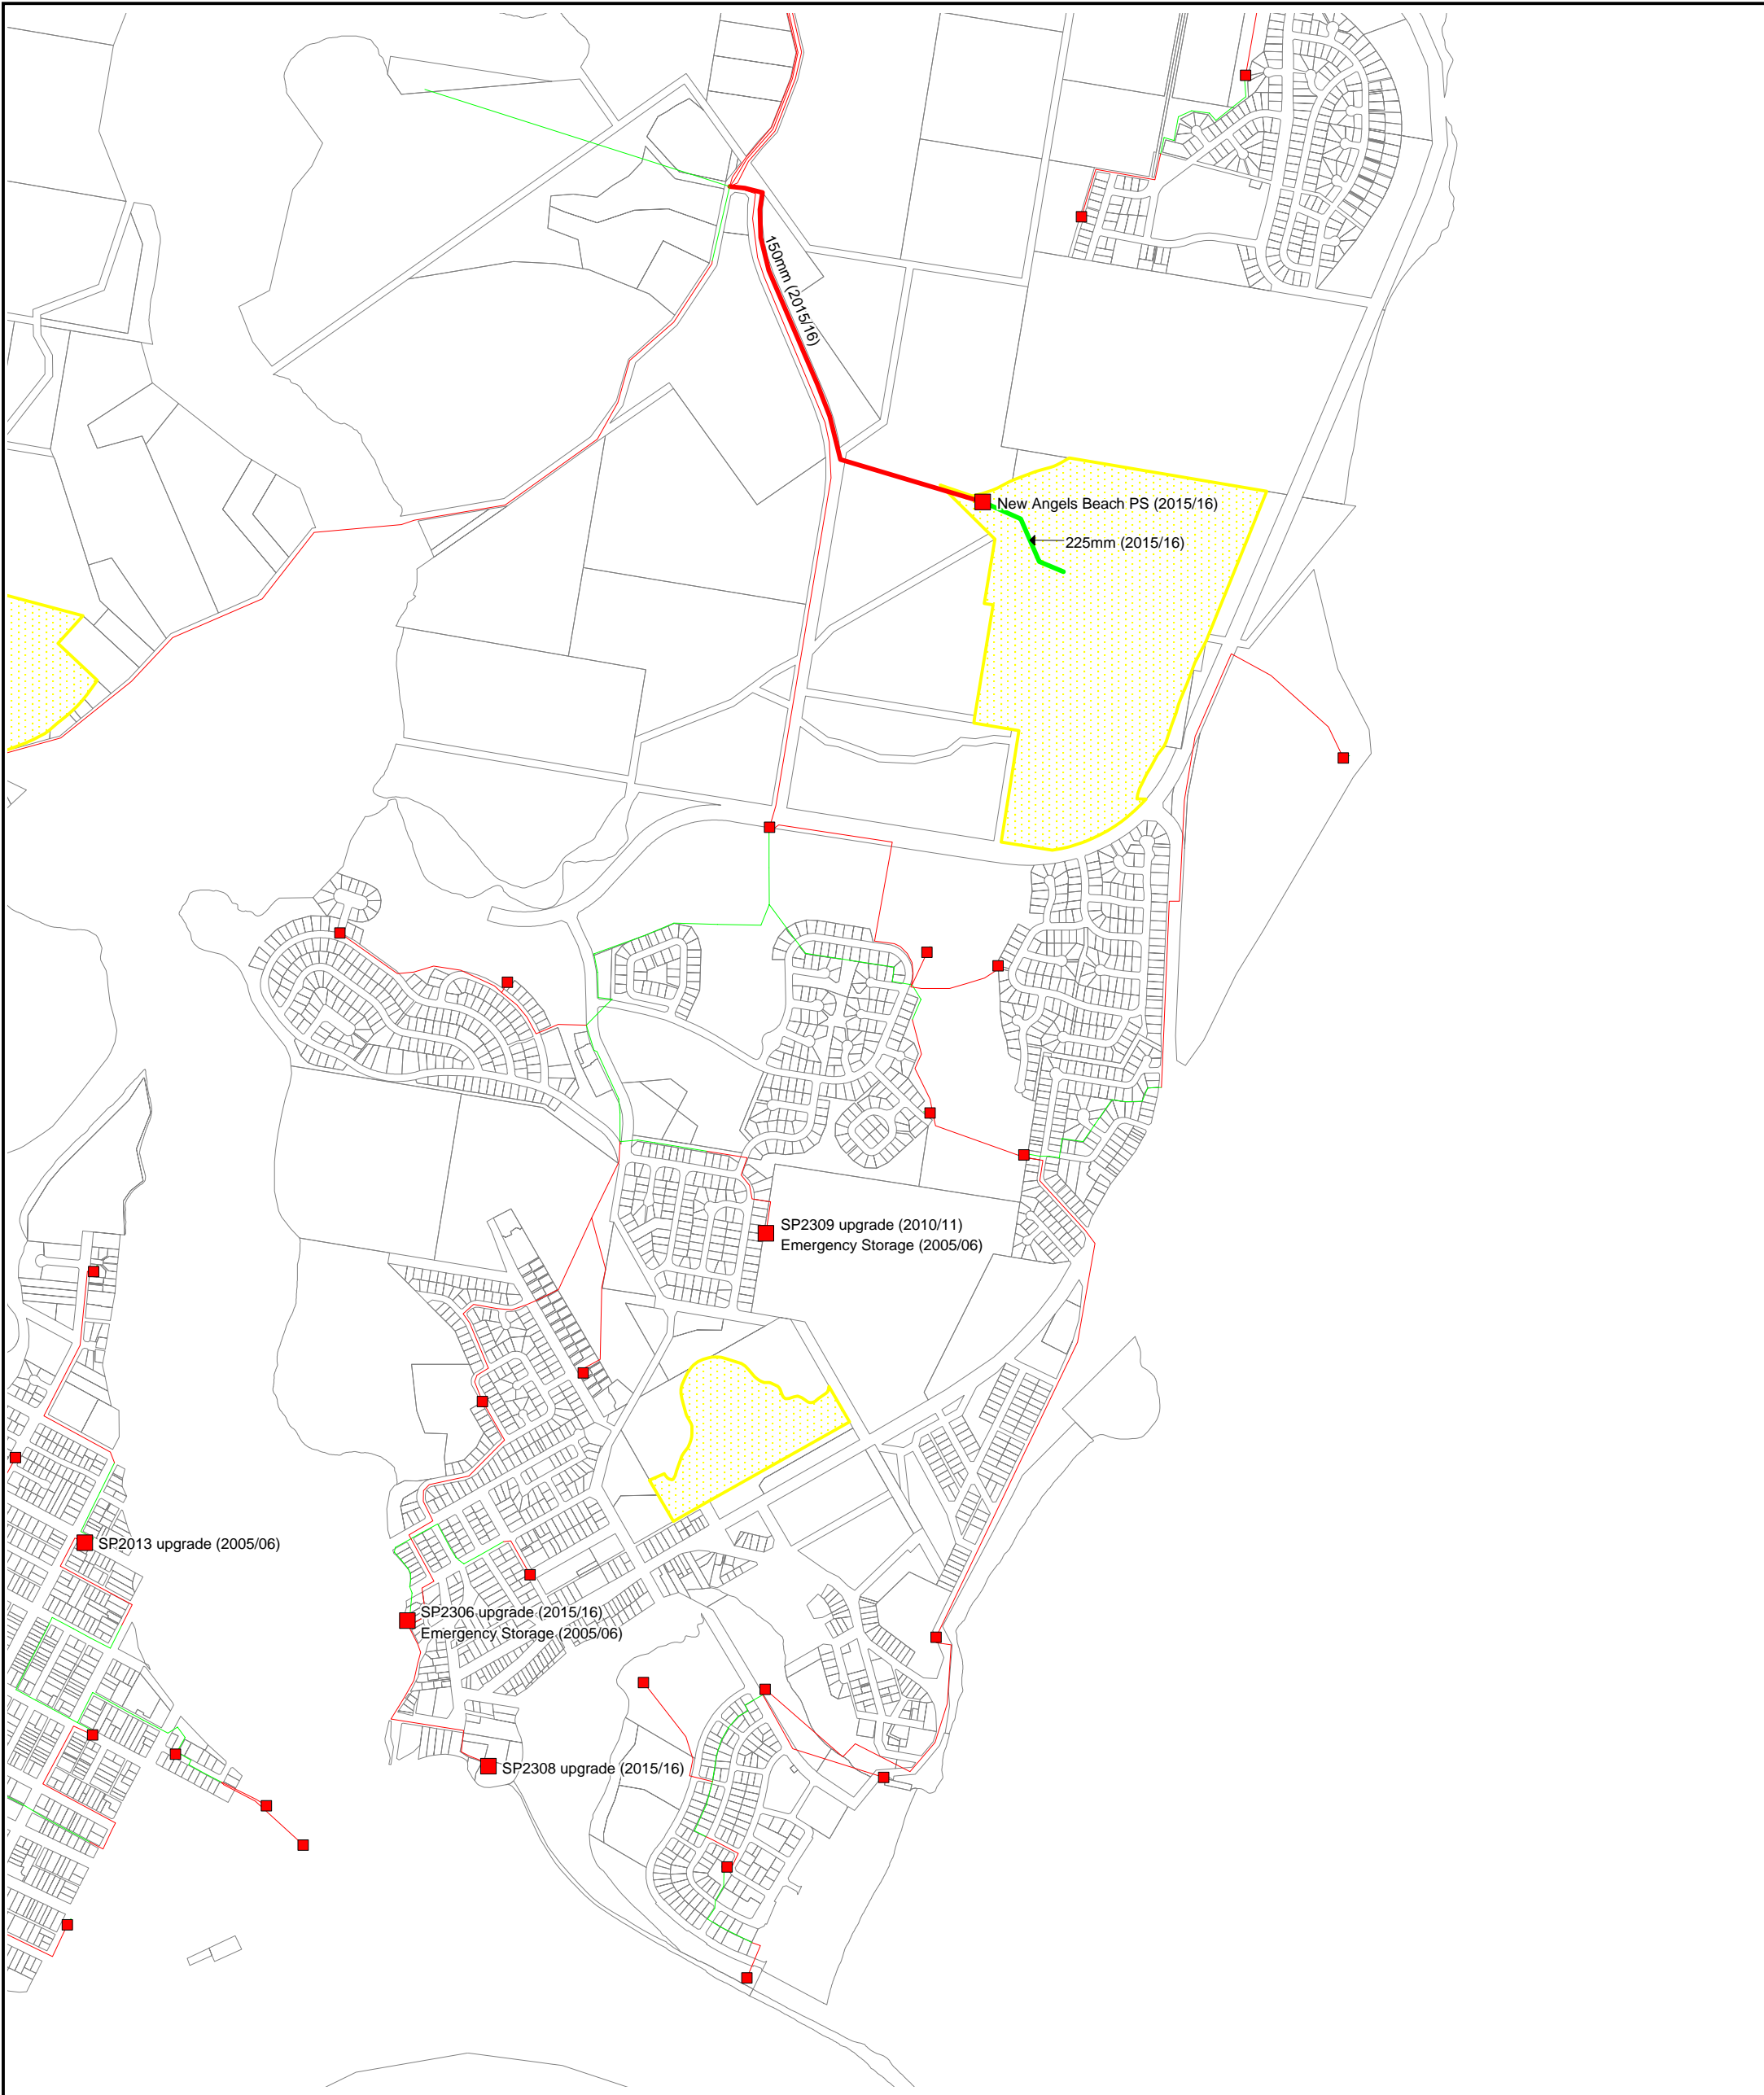 150mm (2015/16)
New Angels Beach PS (2015/16)
225mm (2015/16)
SP2309 upgrade (2010/11)
Emergency Storage (2005/06)
SP2013 upgrade (2005/06)
SP2306 upgrade (2015/16)
Emergency Storage (2005/06)
SP2308 upgrade (2015/16)